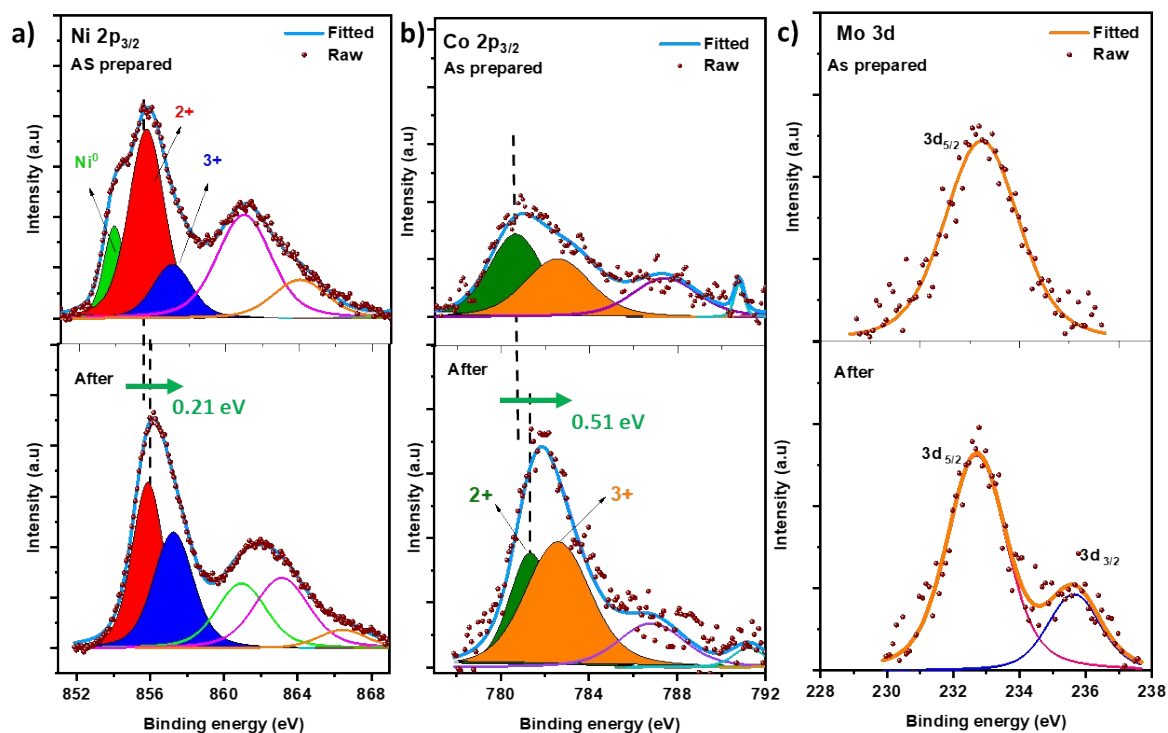 a)
Ni 2p3/2
AS prepared
Fitted
Raw
2+
Ni0
3+
Intensity (a.u)
After
0.21 eV
Intensity (a.u)
852 856 860 864 868
Binding energy (eV)
b)
Co 2p3/2
As prepared
Fitted
Raw
Intensity (a.u)
After
0.51 eV
2+
3+
Intensity (a.u)
780 784 788 792
Binding energy (eV)
c)
Mo 3d
As prepared
Fitted
Raw
3d5/2
Intensity (a.u)
After
3d5/2
3d3/2
Intensity (a.u)
228 230 232 234 236 238
Binding energy (eV)